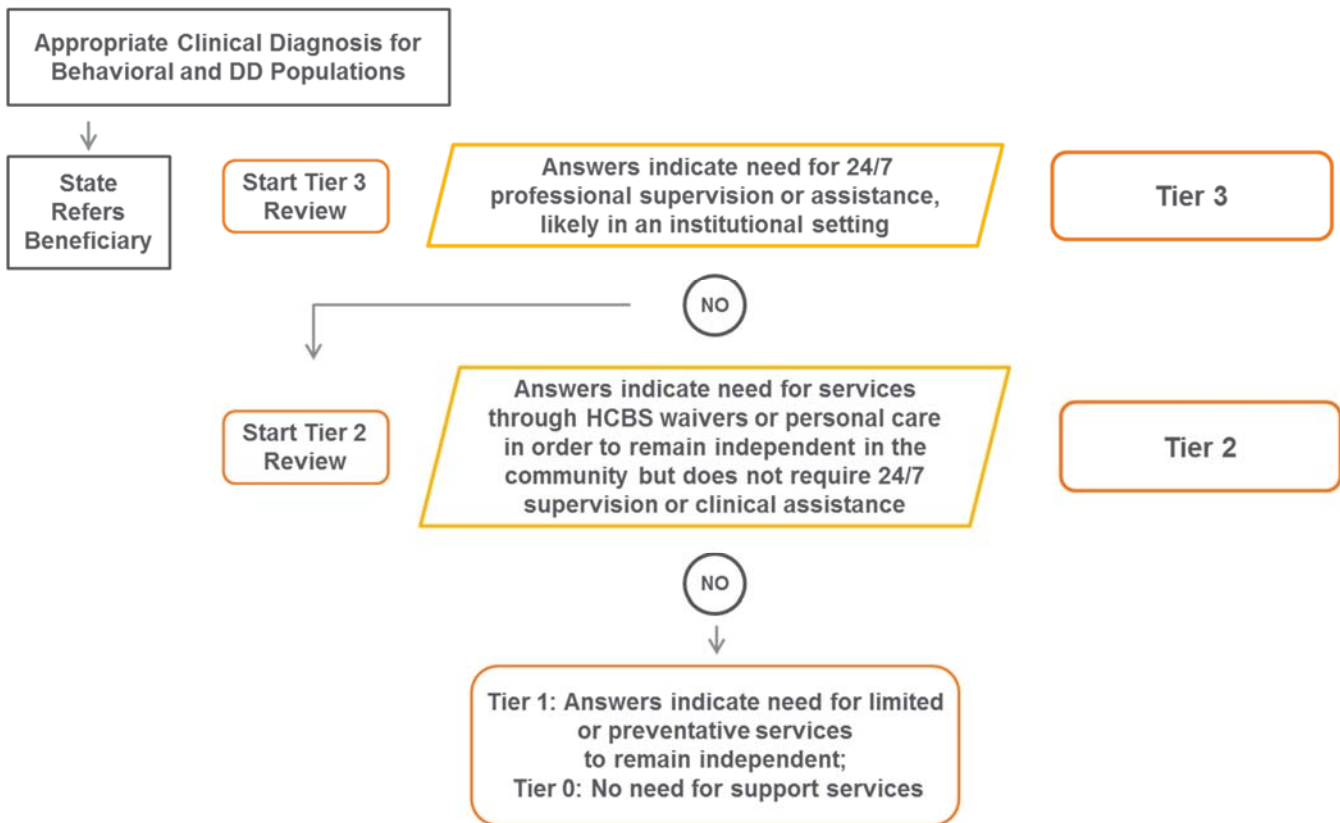 Appropriate Clinical Diagnosis for
Behavioral and DD Populations
State
Refers
Beneficiary
Start Tier 3
Review
Answers indicate need for 24/7
professional supervision or assistance,
likely in an institutional setting
Tier 3
NO
Start Tier 2
Review
Answers indicate need for services
through HCBS waivers or personal care
in order to remain independent in the
community but does not require 24/7
supervision or clinical assistance
Tier 2
NO
Tier 1: Answers indicate need for limited
or preventative services
to remain independent;
Tier 0: No need for support services